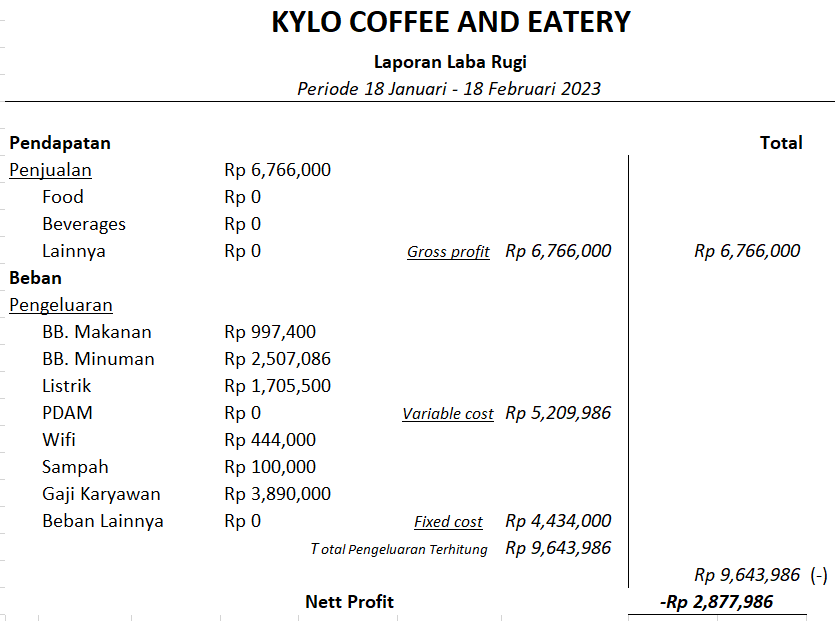 KYLO COFFEE AND EATERY
Laporan Laba Rugi
Periode 18 Januari - 18 Februari 2023
Pendapatan Total
Penjualan Rp 6,766,000
Food Rp 0
Beverages Rp 0
Lainnya Rp 0 Gross profit Rp 6,766,000 Rp 6,766,000
Beban
Pengeluaran
BB. Makanan Rp 997,400
BB. Minuman Rp 2,507,086
Listrik Rp 1,705,500
PDAM Rp 0 Variable cost Rp 5,209,986
Wifi Rp 444,000
Sampah Rp 100,000
Gaji Karyawan Rp 3,890,000
Beban Lainnya Rp 0 Fixed cost Rp 4,434,000
Total Pengeluaran Terhitung Rp 9,643,986
Rp 9,643,986 (-)
Nett Profit -Rp 2,877,986